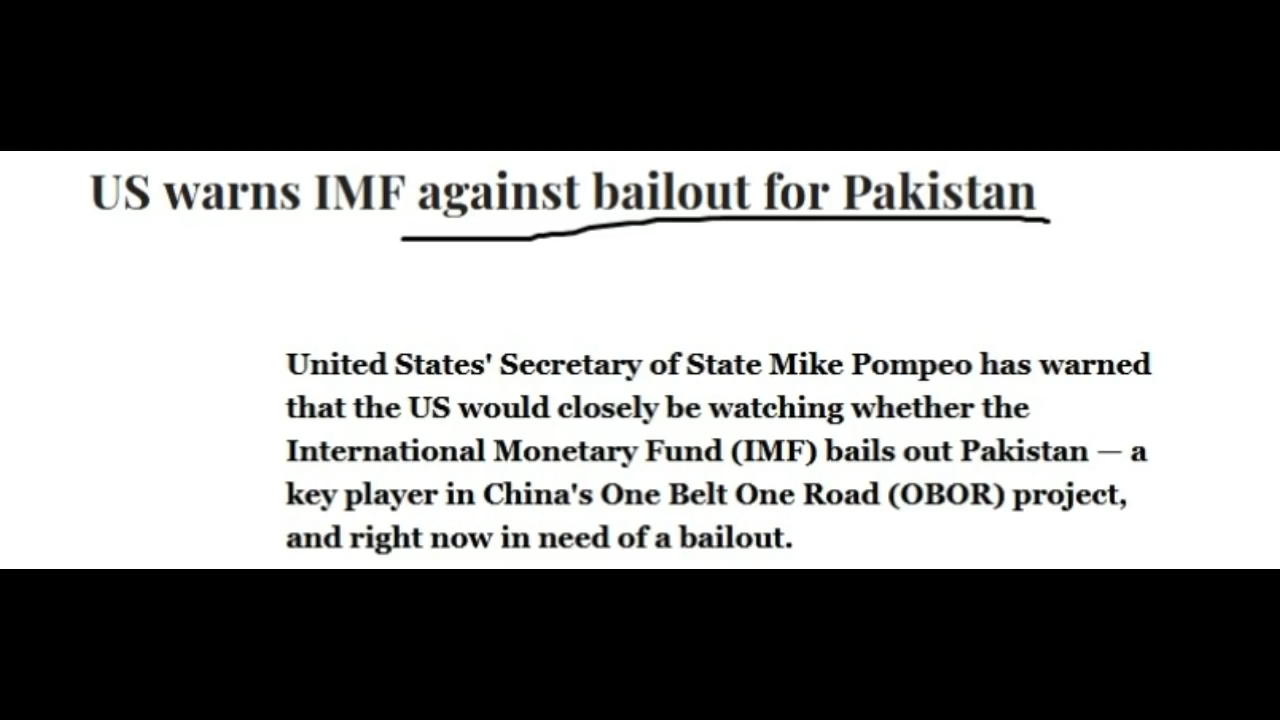 US warns IMF against bailout for Pakistan
United States' Secretary of State Mike Pompeo has warned
that the US would closely be watching whether the
International Monetary Fund (IMF) bails out Pakistan — a
key player in China's One Belt One Road (OBOR) project,
and right now in need of a bailout.